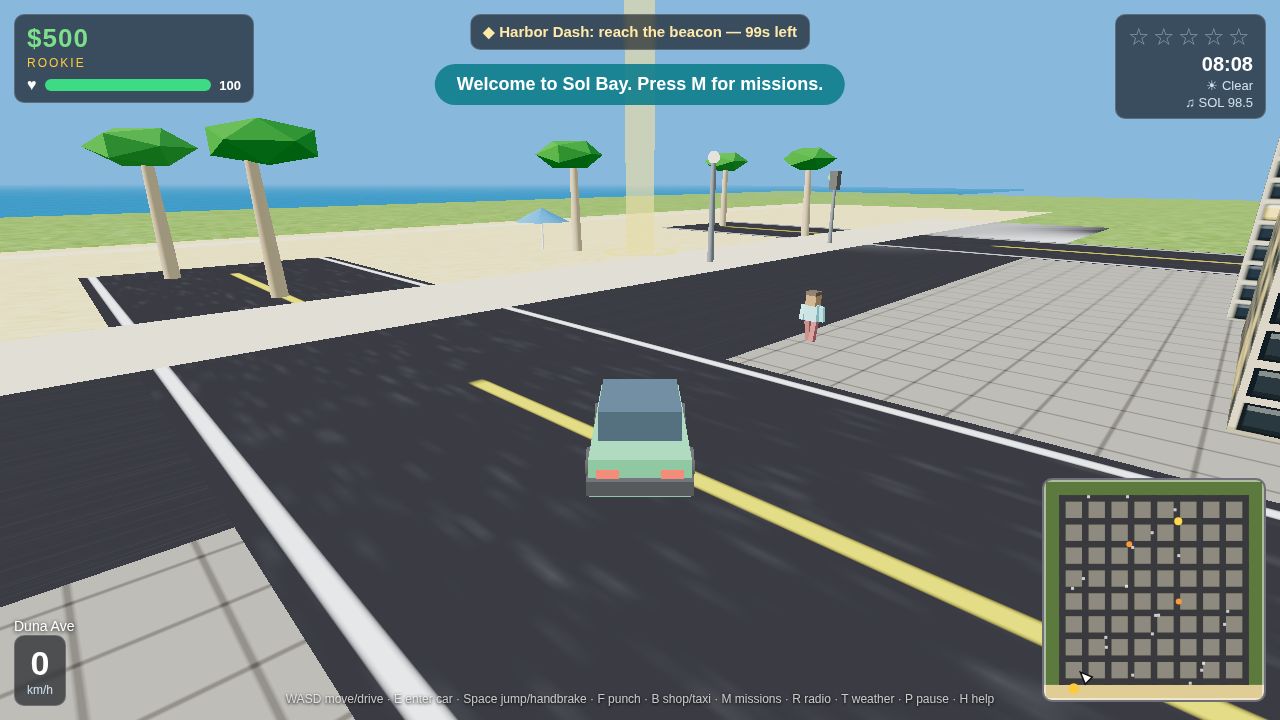 $500
ROOKIE
♥ 100
◆ Harbor Dash: reach the beacon — 99s left
Welcome to Sol Bay. Press M for missions.
☆☆☆☆☆
08:08
☀ Clear
♫ SOL 98.5
Duna Ave
0
km/h
WASD move/drive · E enter car · Space jump/handbrake · F punch · B shop/taxi · M missions · R radio · T weather · P pause · H help